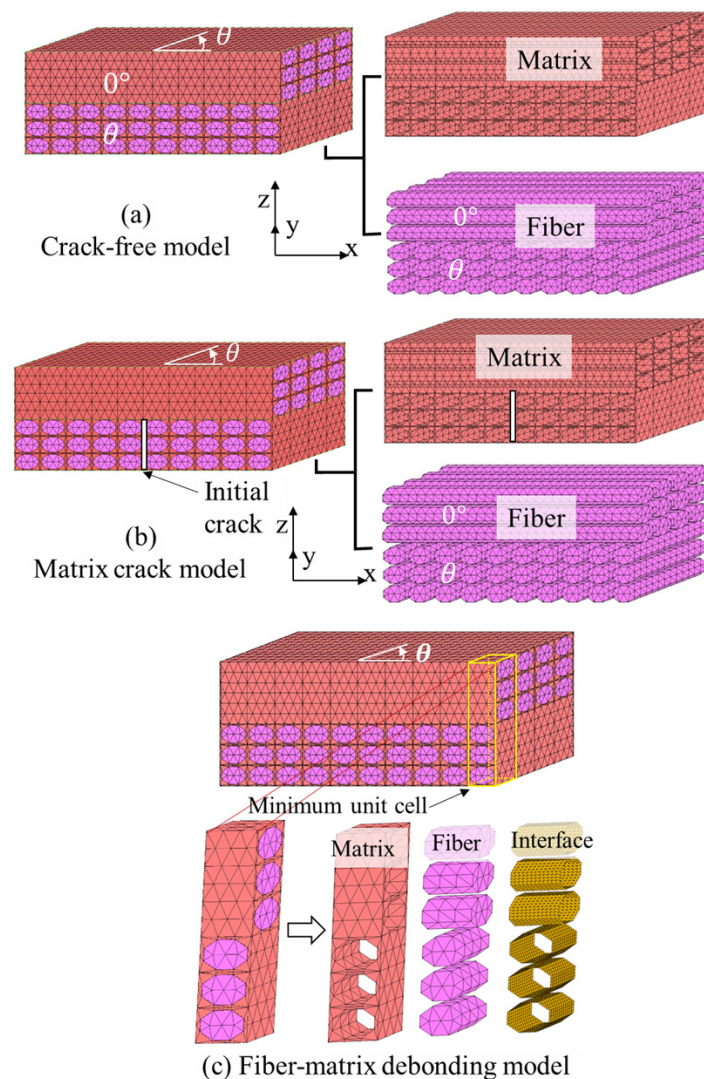 θ
0°
θ
Matrix
(a)
Crack-free model
z
y
x
0°
Fiber
θ
θ
Matrix
Initial
crack
(b)
Matrix crack model
z
y
x
0°
Fiber
θ
θ
Minimum unit cell
Matrix
Fiber
Interface
(c) Fiber-matrix debonding model